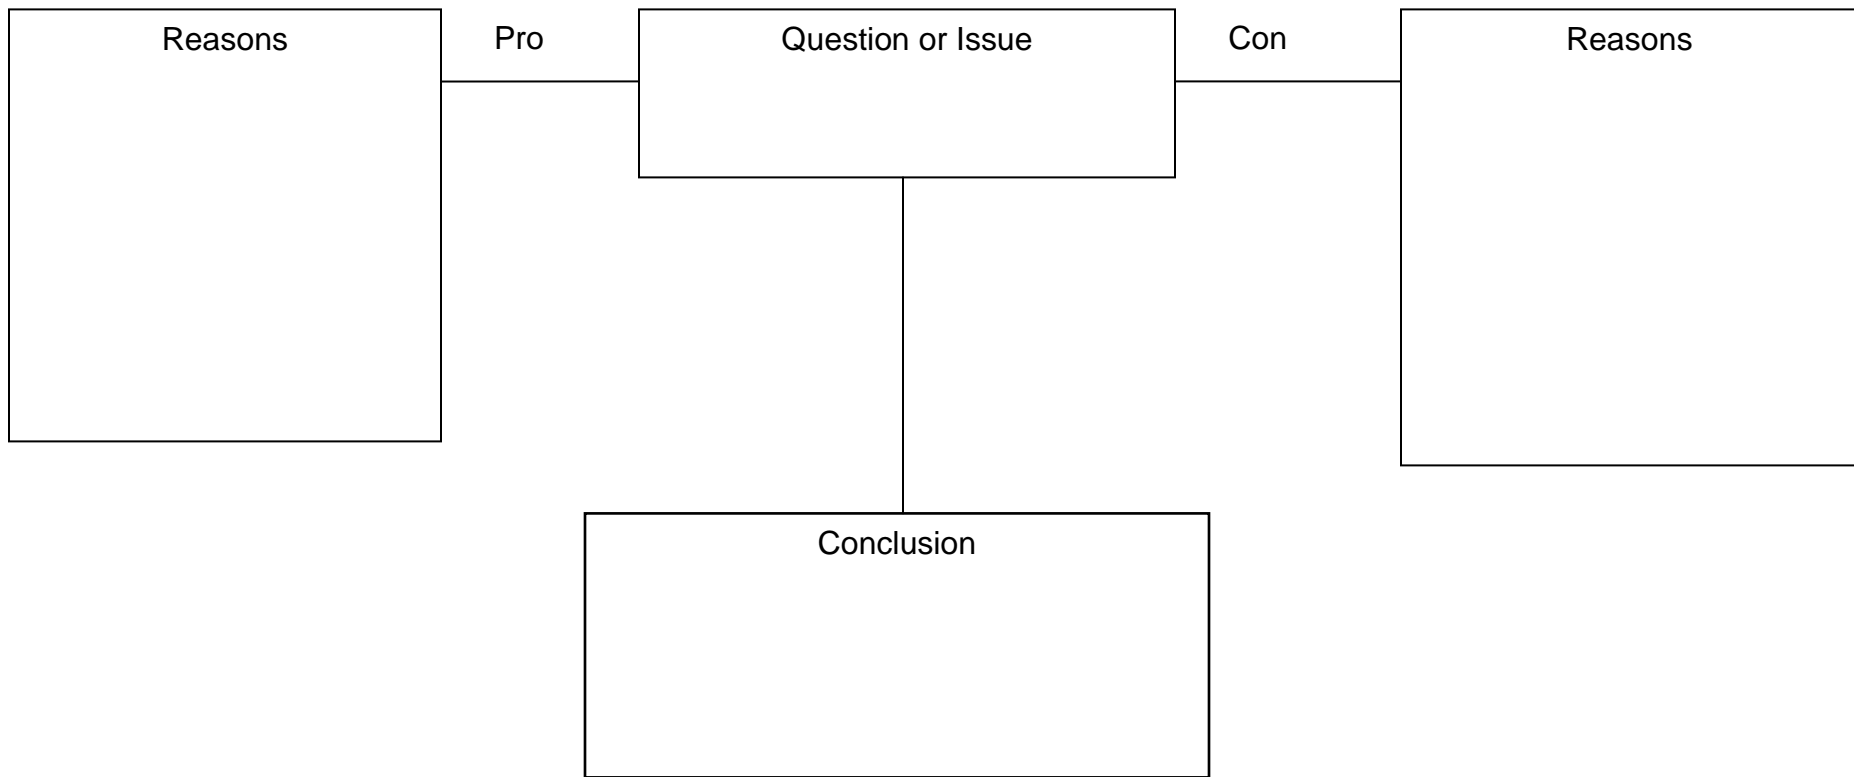 Reasons
Pro
Question or Issue
Con
Reasons
Conclusion